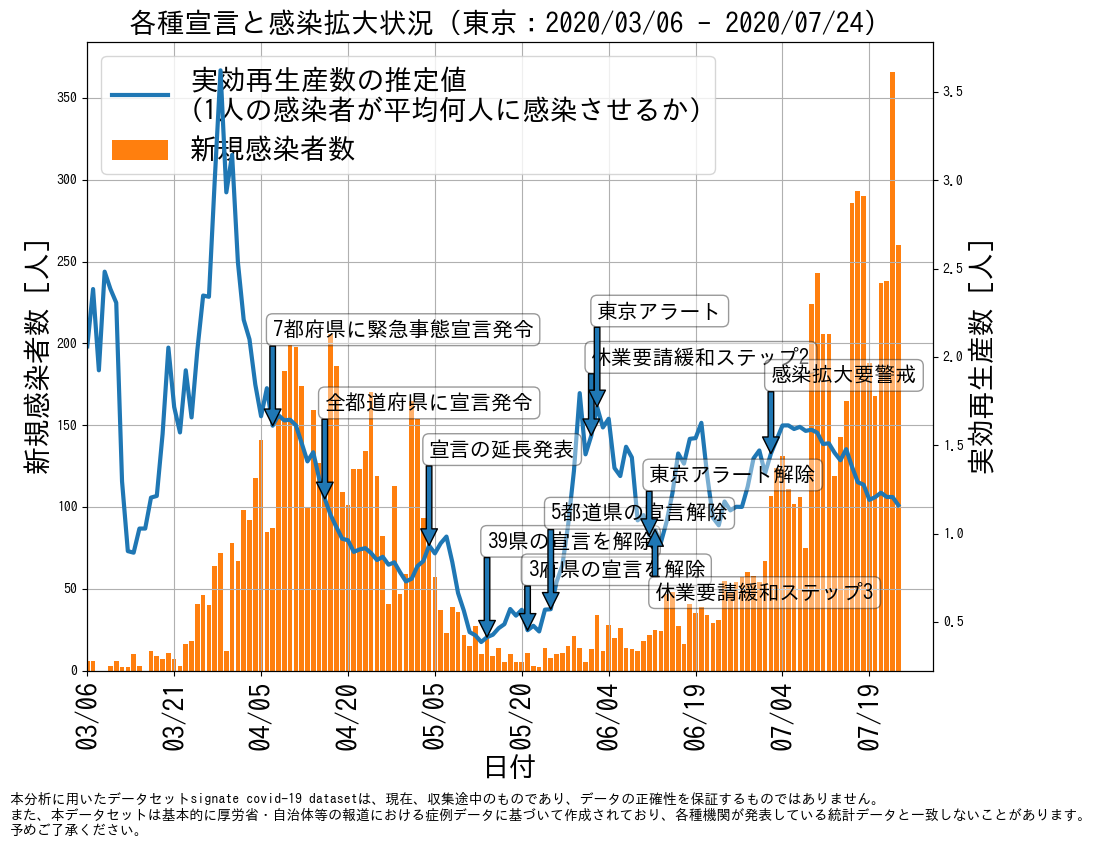 各種宣言と感染拡大状況（東京：2020/03/06 - 2020/07/24）
実効再生産数の推定値
（1人の感染者が平均何人に感染させるか）
新規感染者数
新規感染者数 [人]
350
300
250
200
150
100
50
0
3.5
3.0
2.5
2.0
1.5
1.0
0.5
実効再生産数 [人]
東京アラート
7都府県に緊急事態宣言発令
休業要請緩和ステップ2
感染拡大要警戒
全都道府県に宣言発令
宣言の延長発表
東京アラート解除
5都道県の宣言解除
39県の宣言を解除
3府県の宣言を解除
休業要請緩和ステップ3
03/06
03/21
04/05
04/20
05/05
05/20
06/04
06/19
07/04
07/19
日付
本分析に用いたデータセットsignate covid-19 datasetは、現在、収集途中のものであり、データの正確性を保証するものではありません。
また、本データセットは基本的に厚労省・自治体等の報道における症例データに基づいて作成されており、各種機関が発表している統計データと一致しないことがあります。
予めご了承ください。